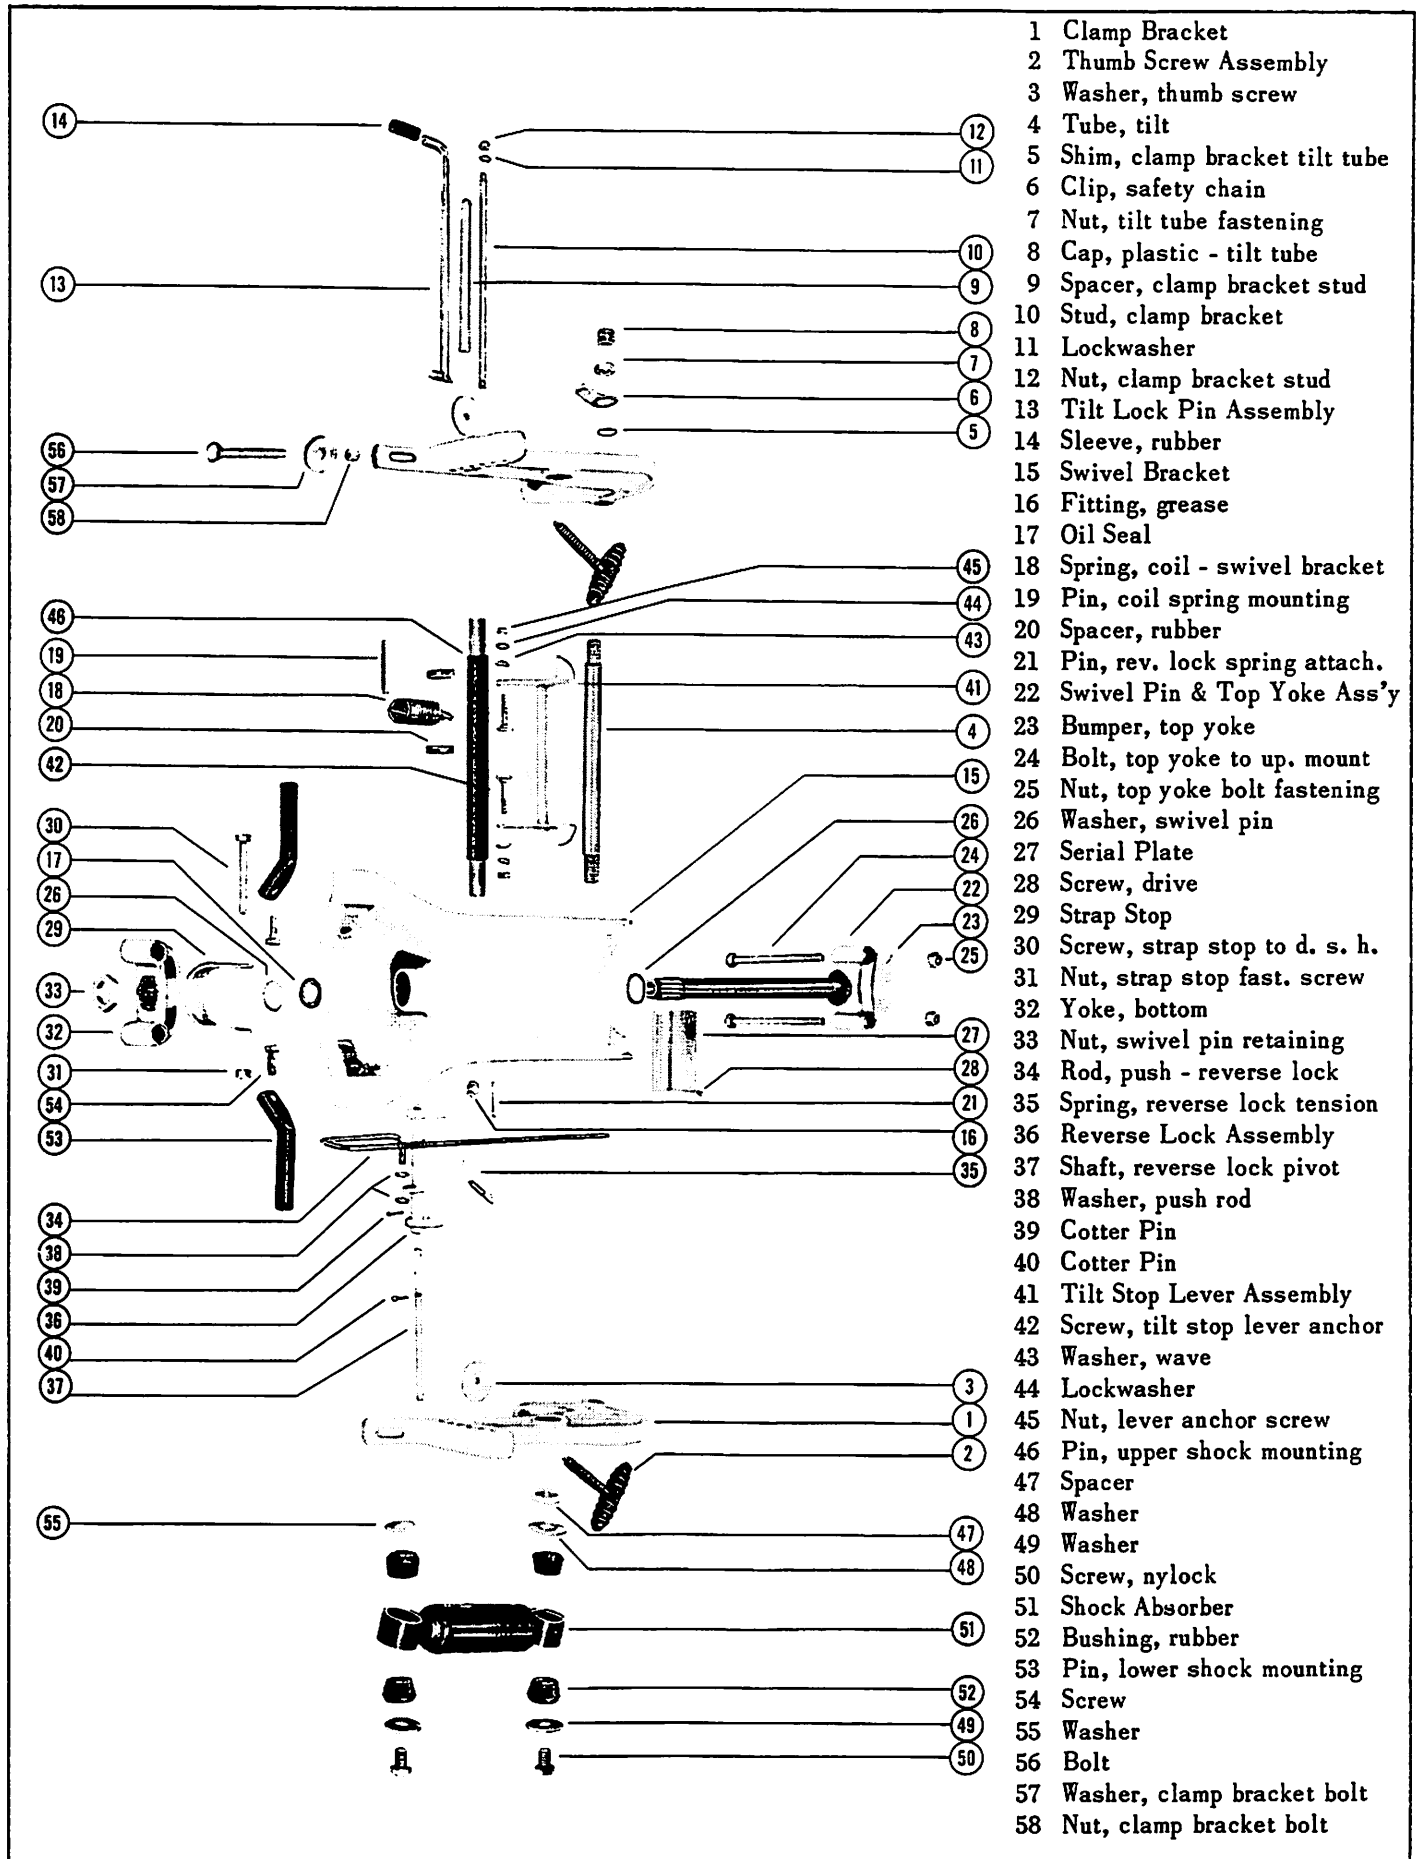 1 Clamp Bracket
2 Thumb Screw Assembly
3 Washer, thumb screw
4 Tube, tilt
5 Shim, clamp bracket tilt tube
6 Clip, safety chain
7 Nut, tilt tube fastening
8 Cap, plastic - tilt tube
9 Spacer, clamp bracket stud
10 Stud, clamp bracket
11 Lockwasher
12 Nut, clamp bracket stud
13 Tilt Lock Pin Assembly
14 Sleeve, rubber
15 Swivel Bracket
16 Fitting, grease
17 Oil Seal
18 Spring, coil - swivel bracket
19 Pin, coil spring mounting
20 Spacer, rubber
21 Pin, rev. lock spring attach.
22 Swivel Pin & Top Yoke Ass'y
23 Bumper, top yoke
24 Bolt, top yoke to up. mount
25 Nut, top yoke bolt fastening
26 Washer, swivel pin
27 Serial Plate
28 Screw, drive
29 Strap Stop
30 Screw, strap stop to d. s. h.
31 Nut, strap stop fast. screw
32 Yoke, bottom
33 Nut, swivel pin retaining
34 Rod, push - reverse lock
35 Spring, reverse lock tension
36 Reverse Lock Assembly
37 Shaft, reverse lock pivot
38 Washer, push rod
39 Cotter Pin
40 Cotter Pin
41 Tilt Stop Lever Assembly
42 Screw, tilt stop lever anchor
43 Washer, wave
44 Lockwasher
45 Nut, lever anchor screw
46 Pin, upper shock mounting
47 Spacer
48 Washer
49 Washer
50 Screw, nylock
51 Shock Absorber
52 Bushing, rubber
53 Pin, lower shock mounting
54 Screw
55 Washer
56 Bolt
57 Washer, clamp bracket bolt
58 Nut, clamp bracket bolt
14
13
56
57
58
46
19
18
20
42
30
17
26
29
33
32
31
54
53
34
38
39
36
40
37
55
12
11
10
9
8
7
6
5
45
44
43
41
4
15
26
24
22
23
25
27
28
21
16
35
3
1
2
47
48
51
52
49
50